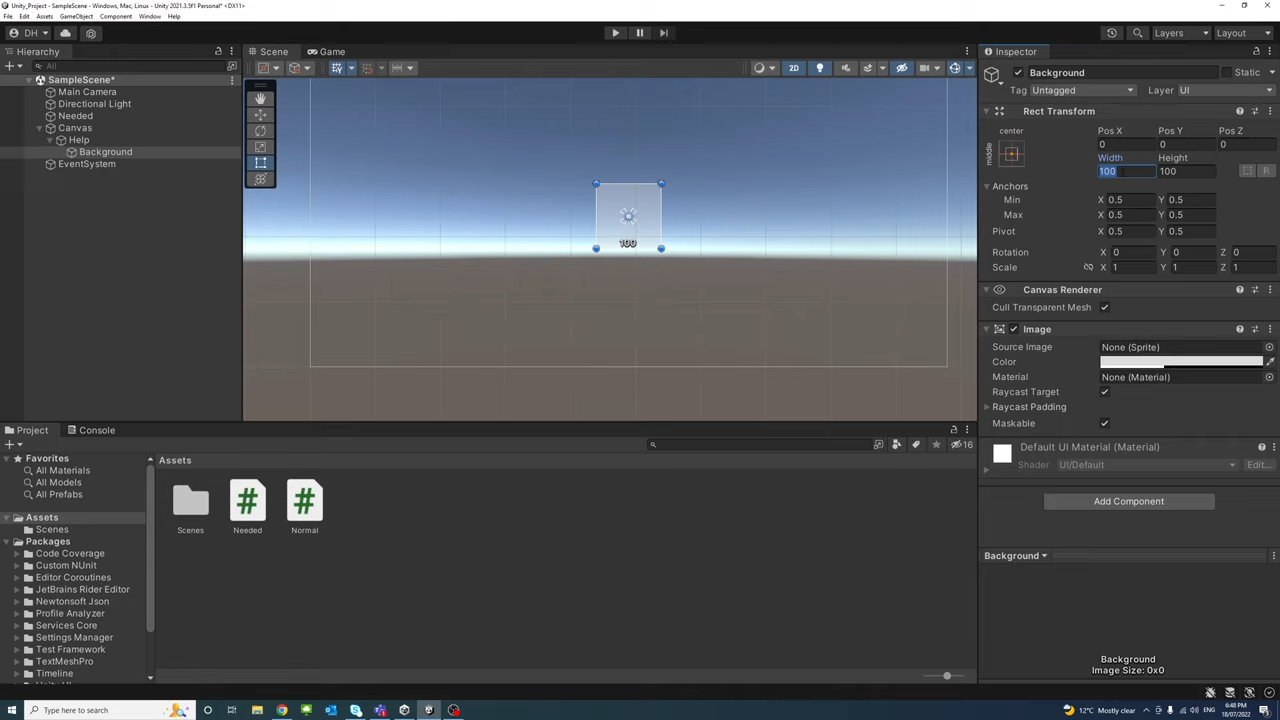 Unity_Project - SampleScene - Windows, Mac, Linux - Unity 2021.3.5f1 Personal* <DX11>
File Edit Assets GameObject Component Window Help
DH Layers Layout
Hierarchy
All
SampleScene*
Main Camera
Directional Light
Needed
Canvas
Help
Background
EventSystem
Scene Game
2D
100
Inspector
Background Static
Tag Untagged Layer UI
Rect Transform
center
middle
Pos X Pos Y Pos Z
0 0 0
Width Height
100 100 R
Anchors
Min X 0.5 Y 0.5
Max X 0.5 Y 0.5
Pivot X 0.5 Y 0.5
Rotation X 0 Y 0 Z 0
Scale X 1 Y 1 Z 1
Canvas Renderer
Cull Transparent Mesh
Image
Source Image None (Sprite)
Color
Material None (Material)
Raycast Target
Raycast Padding
Maskable
Default UI Material (Material)
Shader UI/Default Edit...
Add Component
Background
Background
Image Size: 0x0
Project Console
16
Favorites
All Materials
All Models
All Prefabs
Assets
Scenes
Packages
Code Coverage
Custom NUnit
Editor Coroutines
JetBrains Rider Editor
Newtonsoft Json
Profile Analyzer
Services Core
Settings Manager
Test Framework
TextMeshPro
Timeline
Assets
Scenes Needed Normal
Type here to search
12°C Mostly clear
ENG
6:48 PM
18/07/2022